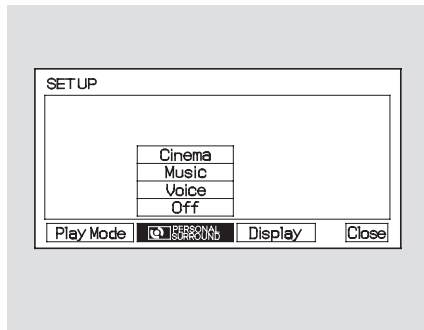 SETUP
Cinema
Music
Voice
Off
Play Mode PERSONAL SURROUND Display Close